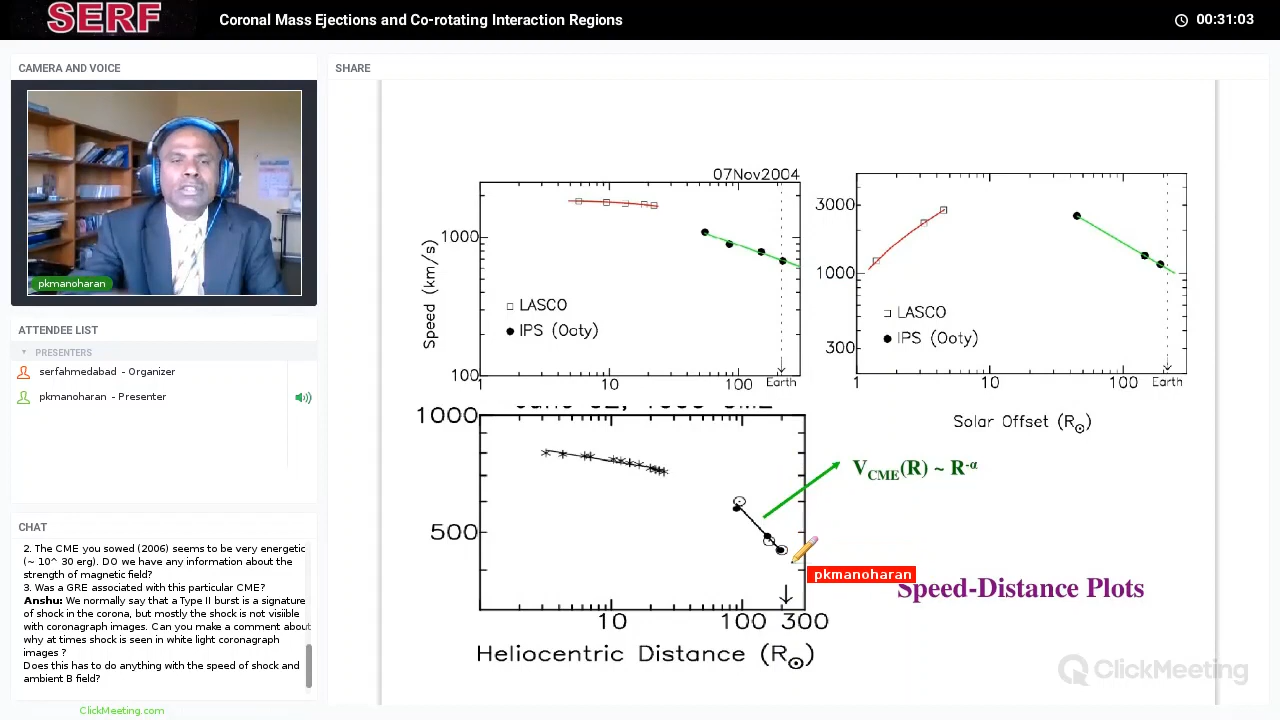 SERF
Coronal Mass Ejections and Co-rotating Interaction Regions
00:31:03
CAMERA AND VOICE
pkmanoharan
ATTENDEE LIST
PRESENTERS
serfahmedabad - Organizer
pkmanoharan - Presenter
CHAT
2. The CME you sowed (2006) seems to be very energetic
(~ 10^ 30 erg). DO we have any information about the
strength of magnetic field?
3. Was a GRE associated with this particular CME?
Anshu: We normally say that a Type II burst is a signature
of shock in the corona, but mostly the shock is not visible
with coronagraph images. Can you make a comment about
why at times shock is seen in white light coronagraph
images ?
Does this has to do anything with the speed of shock and
ambient B field?
ClickMeeting.com
SHARE
07Nov2004
Speed (km/s)
1000
100
LASCO
IPS (Ooty)
1 10 100 Earth
3000
1000
300
LASCO
IPS (Ooty)
1 10 100 Earth
Solar Offset (R☉)
1000
500
10 100 300
Heliocentric Distance (R☉)
V_CME(R) ~ R^-α
pkmanoharan
Speed-Distance Plots
ClickMeeting